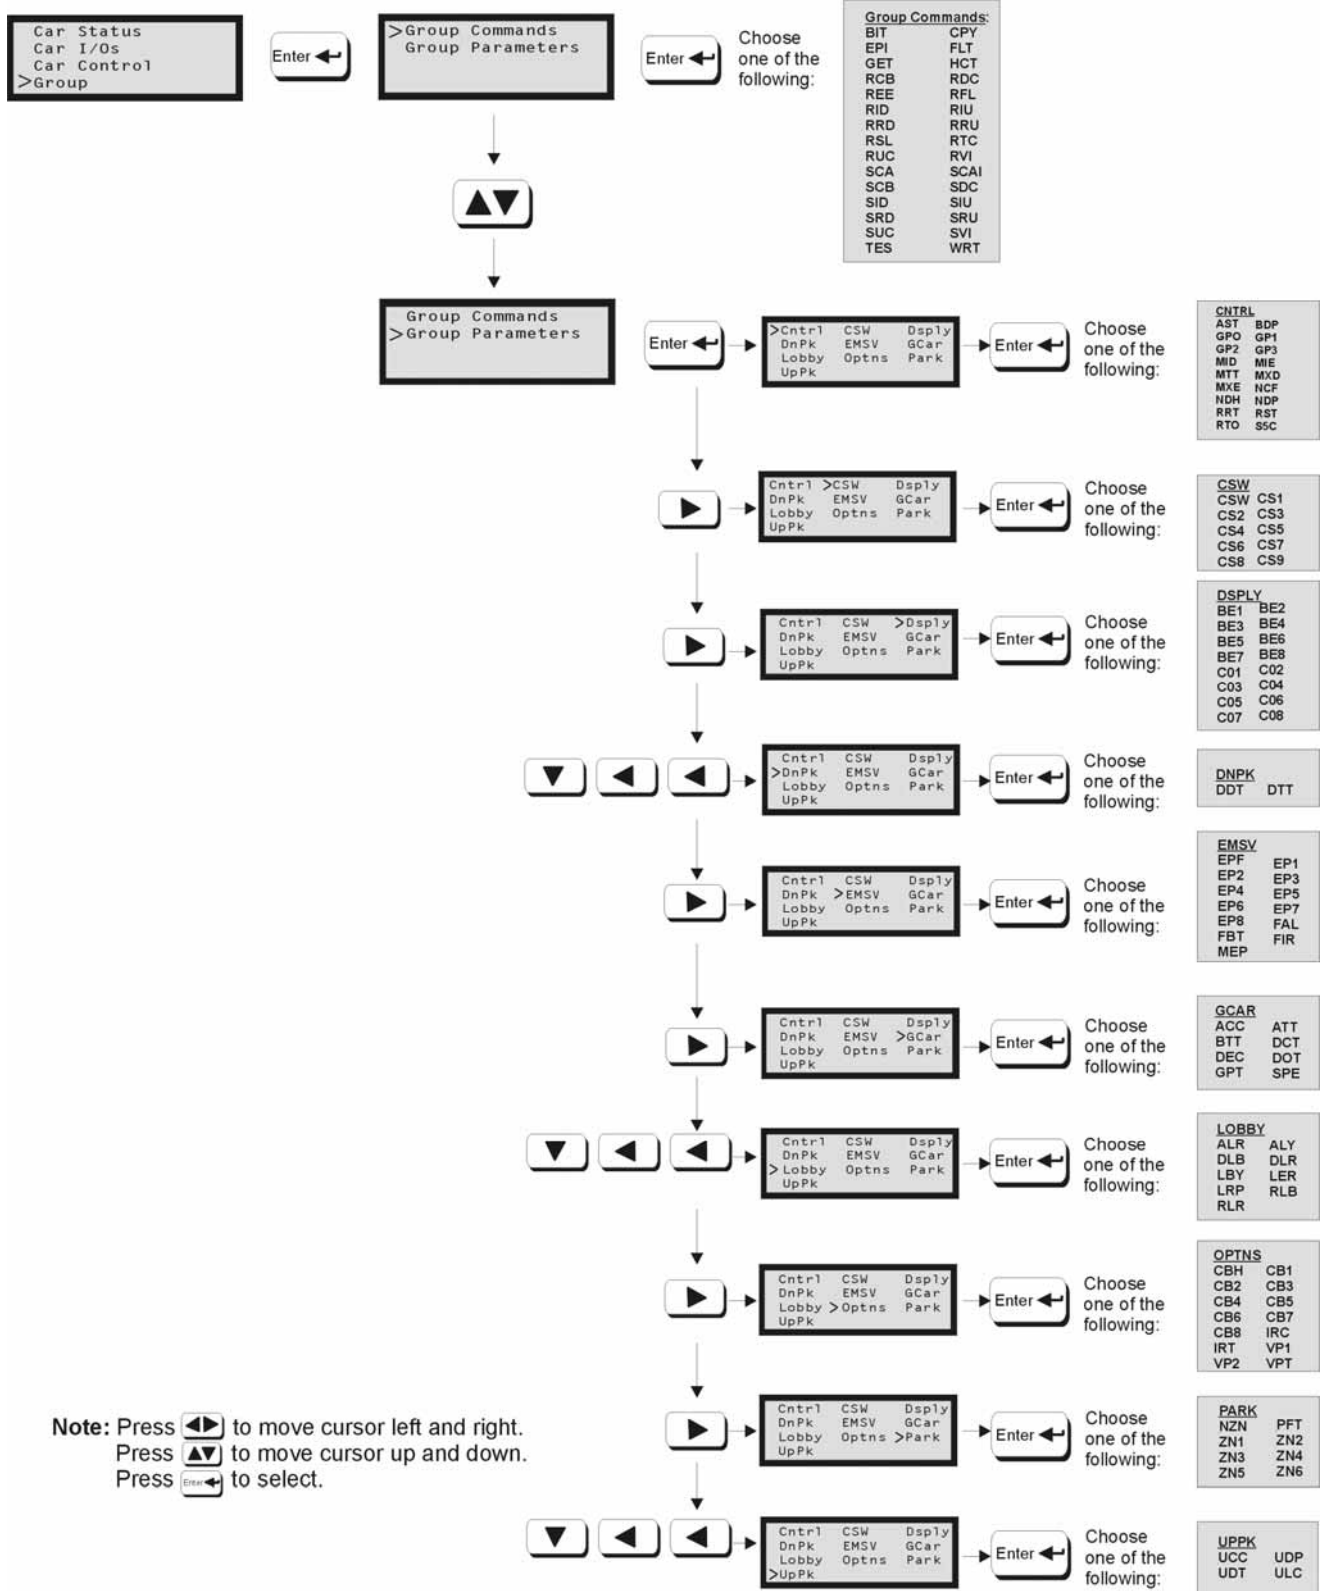 Car Status
Car I/Os
Car Control
>Group
Enter
>Group Commands
Group Parameters
Enter
Choose
one of the
following:
Group Commands:
BIT CPY
EPI FLT
GET HCT
RCB RDC
REE RFL
RID RIU
RRD RRU
RSL RTC
RUC RVI
SCA SCAI
SCB SDC
SID SIU
SRD SRU
SUC SVI
TES WRT
Group Commands
>Group Parameters
Enter
>Cntrl CSW Dsply
DnPk EMSV GCar
Lobby Optns Park
UpPk
Enter
Choose
one of the
following:
CNTRL
AST BDP
GPO GP1
GP2 GP3
MID MIE
MTT MXD
MXE NCF
NDH NDP
RRT RST
RTO S5C
Cntrl >CSW Dsply
DnPk EMSV GCar
Lobby Optns Park
UpPk
Enter
Choose
one of the
following:
CSW
CSW CS1
CS2 CS3
CS4 CS5
CS6 CS7
CS8 CS9
Cntrl CSW >Dsply
DnPk EMSV GCar
Lobby Optns Park
UpPk
Enter
Choose
one of the
following:
DSPLY
BE1 BE2
BE3 BE4
BE5 BE6
BE7 BE8
C01 C02
C03 C04
C05 C06
C07 C08
Cntrl CSW Dsply
>DnPk EMSV GCar
Lobby Optns Park
UpPk
Enter
Choose
one of the
following:
DNPK
DDT DTT
Cntrl CSW Dsply
DnPk >EMSV GCar
Lobby Optns Park
UpPk
Enter
Choose
one of the
following:
EMSV
EPF EP1
EP2 EP3
EP4 EP5
EP6 EP7
EP8 FAL
FBT FIR
MEP
Cntrl CSW Dsply
DnPk EMSV >GCar
Lobby Optns Park
UpPk
Enter
Choose
one of the
following:
GCAR
ACC ATT
BTT DCT
DEC DOT
GPT SPE
Cntrl CSW Dsply
DnPk EMSV GCar
>Lobby Optns Park
UpPk
Enter
Choose
one of the
following:
LOBBY
ALR ALY
DLB DLR
LBY LER
LRP RLB
RLR
Cntrl CSW Dsply
DnPk EMSV GCar
Lobby >Optns Park
UpPk
Enter
Choose
one of the
following:
OPTNS
CBH CB1
CB2 CB3
CB4 CB5
CB6 CB7
CB8 IRC
IRT VP1
VP2 VPT
Cntrl CSW Dsply
DnPk EMSV GCar
Lobby Optns >Park
UpPk
Enter
Choose
one of the
following:
PARK
NZN PFT
ZN1 ZN2
ZN3 ZN4
ZN5 ZN6
Note: Press to move cursor left and right.
Press to move cursor up and down.
Press Enter to select.
Cntrl CSW Dsply
DnPk EMSV GCar
Lobby Optns Park
>UpPk
Enter
Choose
one of the
following:
UPPK
UCC UDP
UDT ULC